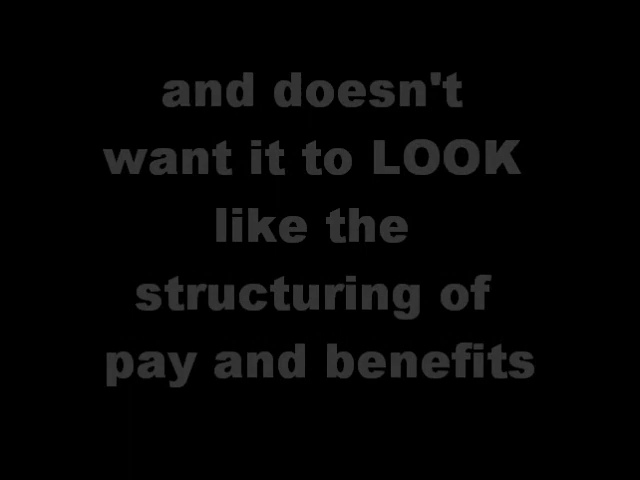 and doesn't
want it to LOOK
like the
structuring of
pay and benefits